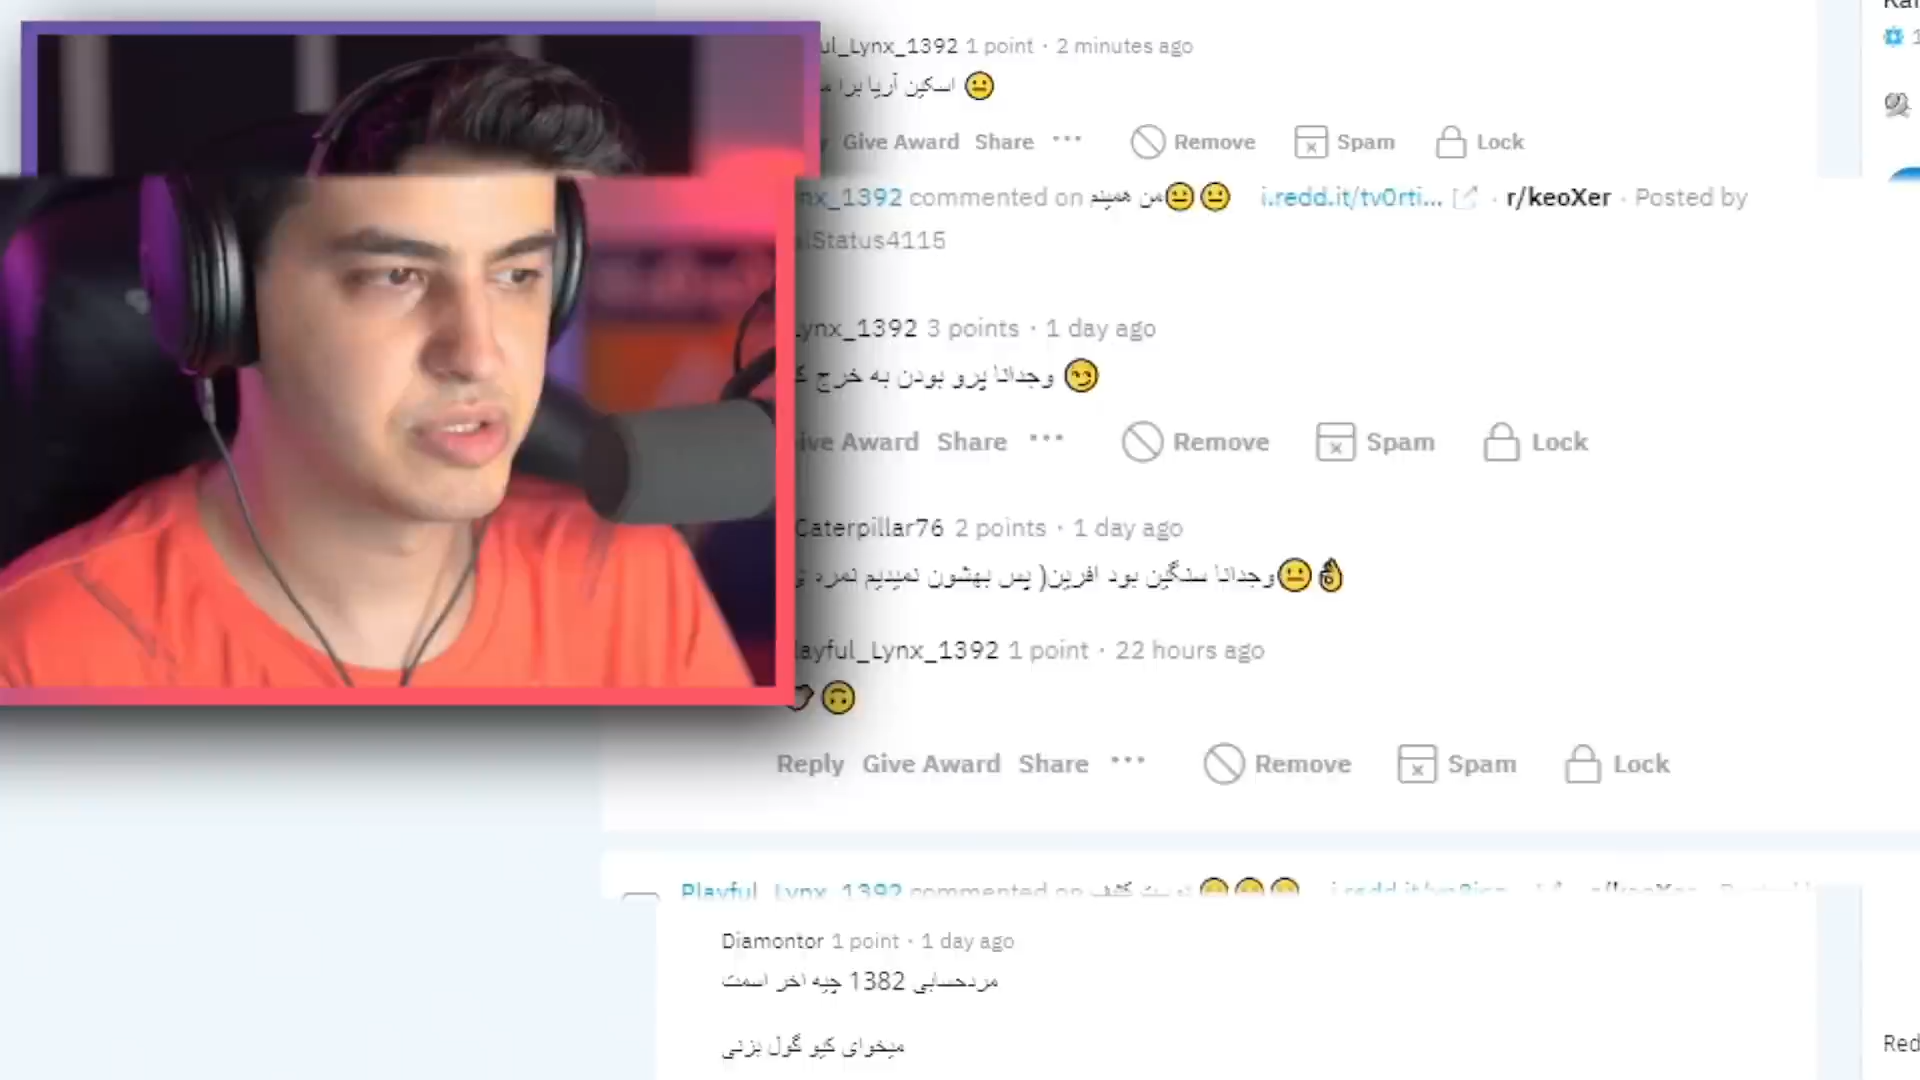 ul_Lynx_1392 1 point · 2 minutes ago
اسکین آریا برا 😐
Give Award Share ··· Remove Spam Lock
nx_1392 commented on من همینم😐😐 i.redd.it/tv0rti... · r/keoXer · Posted by
lStatus4115
Lynx_1392 3 points · 1 day ago
وجدانا پرو بودن به خرج 😏
ive Award Share ··· Remove Spam Lock
Caterpillar76 2 points · 1 day ago
وجدانا سنگین بود افرین( پس بهشون نمیدیم نمره😐👌
layful_Lynx_1392 1 point · 22 hours ago
🙃
Reply Give Award Share ··· Remove Spam Lock
Playful_Lynx_1392 commented on
Diamontor 1 point · 1 day ago
مردحسابی 1382 چیه اخر اسمت
میخوای کیو گول بزنی
Red